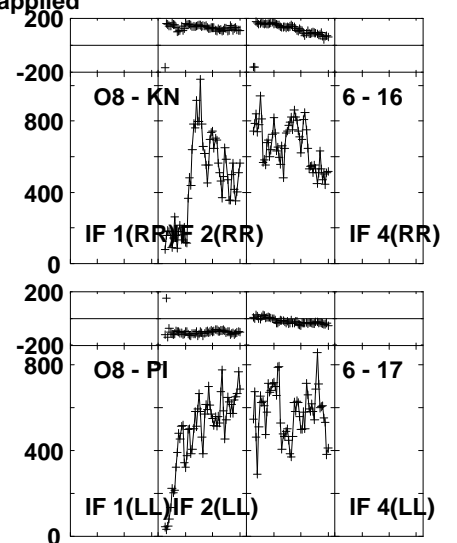 applied
200
-200
O8 - KN 6 - 16
800
400
IF 1(RR) IF 2(RR) IF 4(RR)
0
200
-200
800
O8 - PI 6 - 17
400
IF 1(LL) IF 2(LL) IF 4(LL)
0